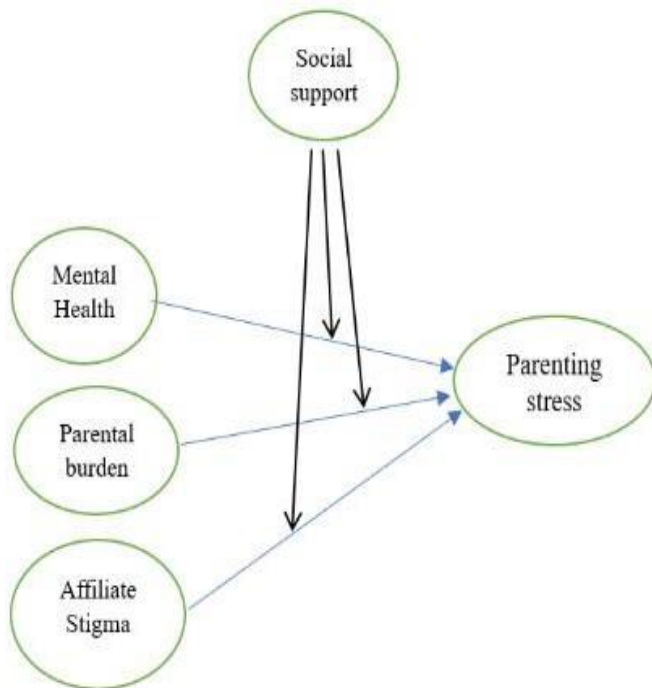 Social
support
Mental
Health
Parenting
stress
Parental
burden
Affiliate
Stigma